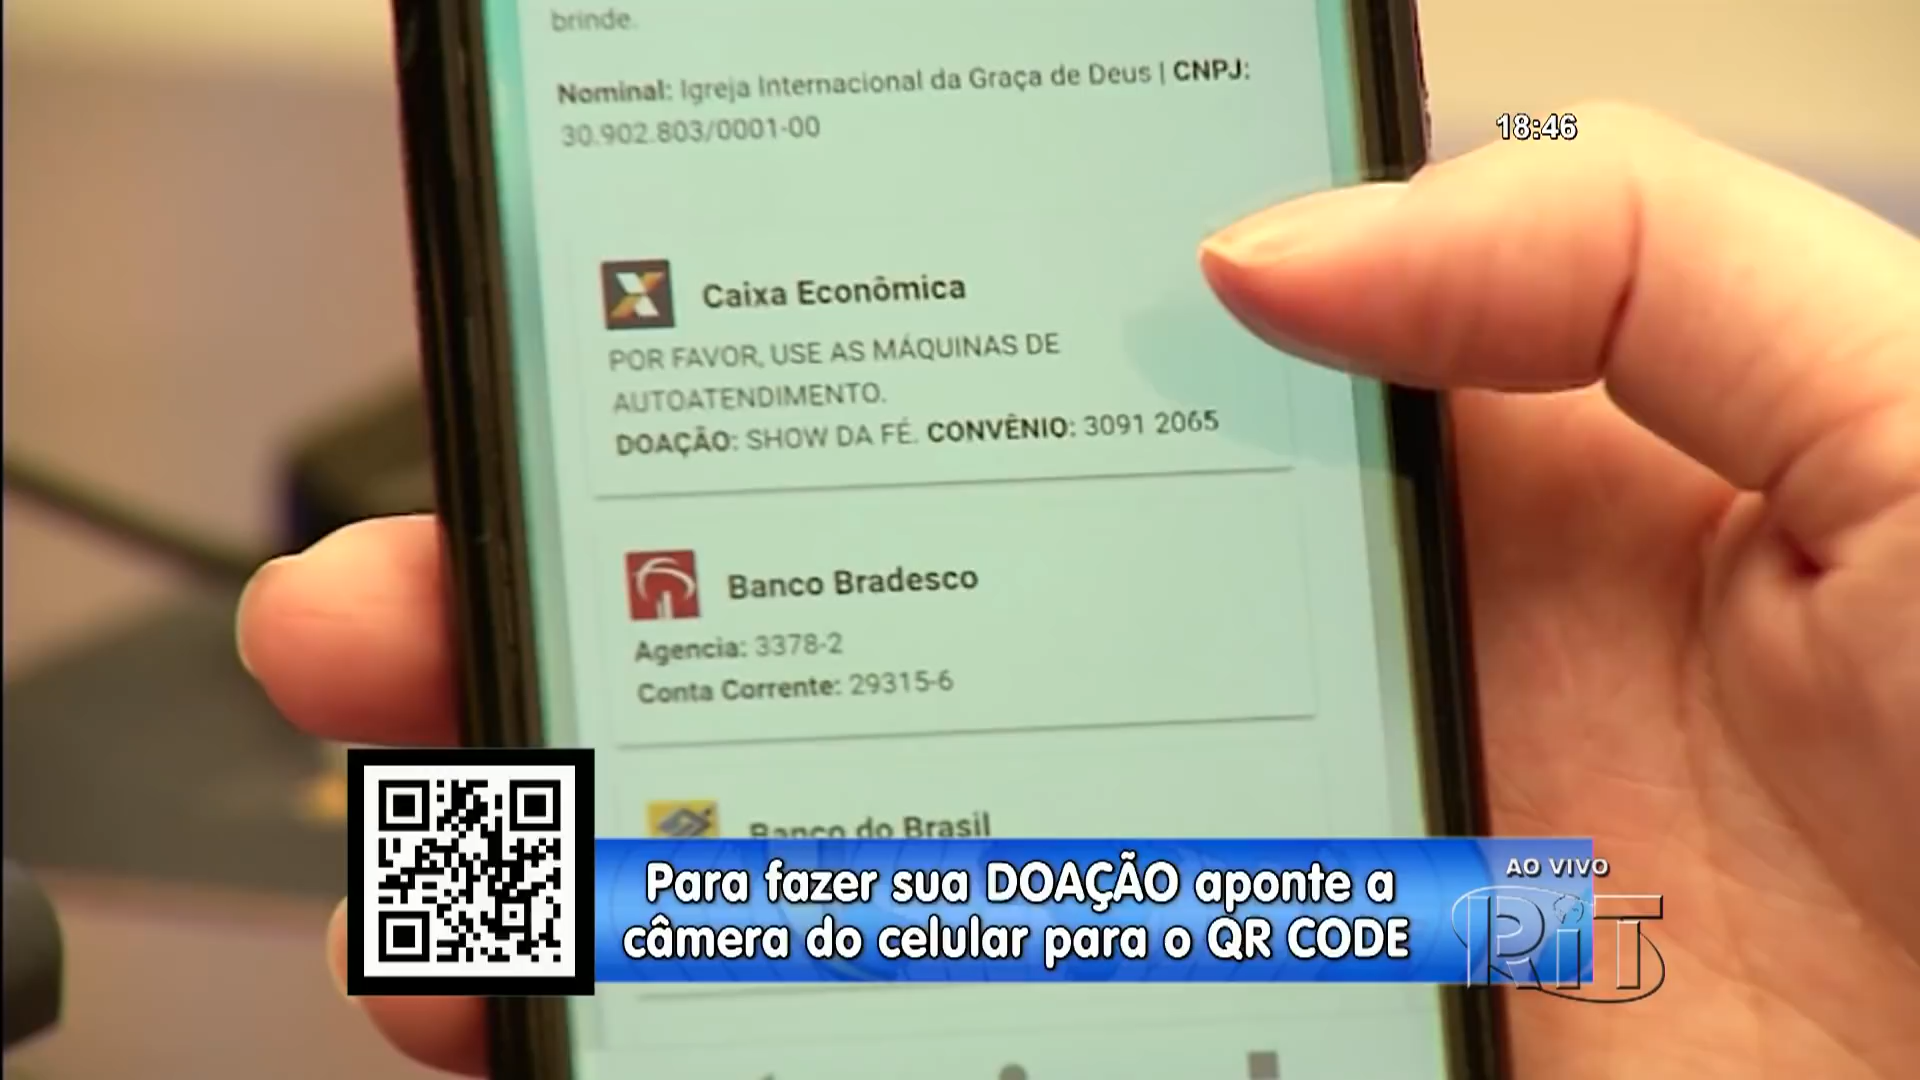 brinde.
Nominal: Igreja Internacional da Graça de Deus | CNPJ:
30.902.803/0001-00
18:46
Caixa Econômica
POR FAVOR, USE AS MÁQUINAS DE
AUTOATENDIMENTO.
DOAÇÃO: SHOW DA FÉ. CONVÊNIO: 3091 2065
Banco Bradesco
Agencia: 3378-2
Conta Corrente: 29315-6
Banco do Brasil
Para fazer sua DOAÇÃO aponte a
câmera do celular para o QR CODE
AO VIVO
RiT